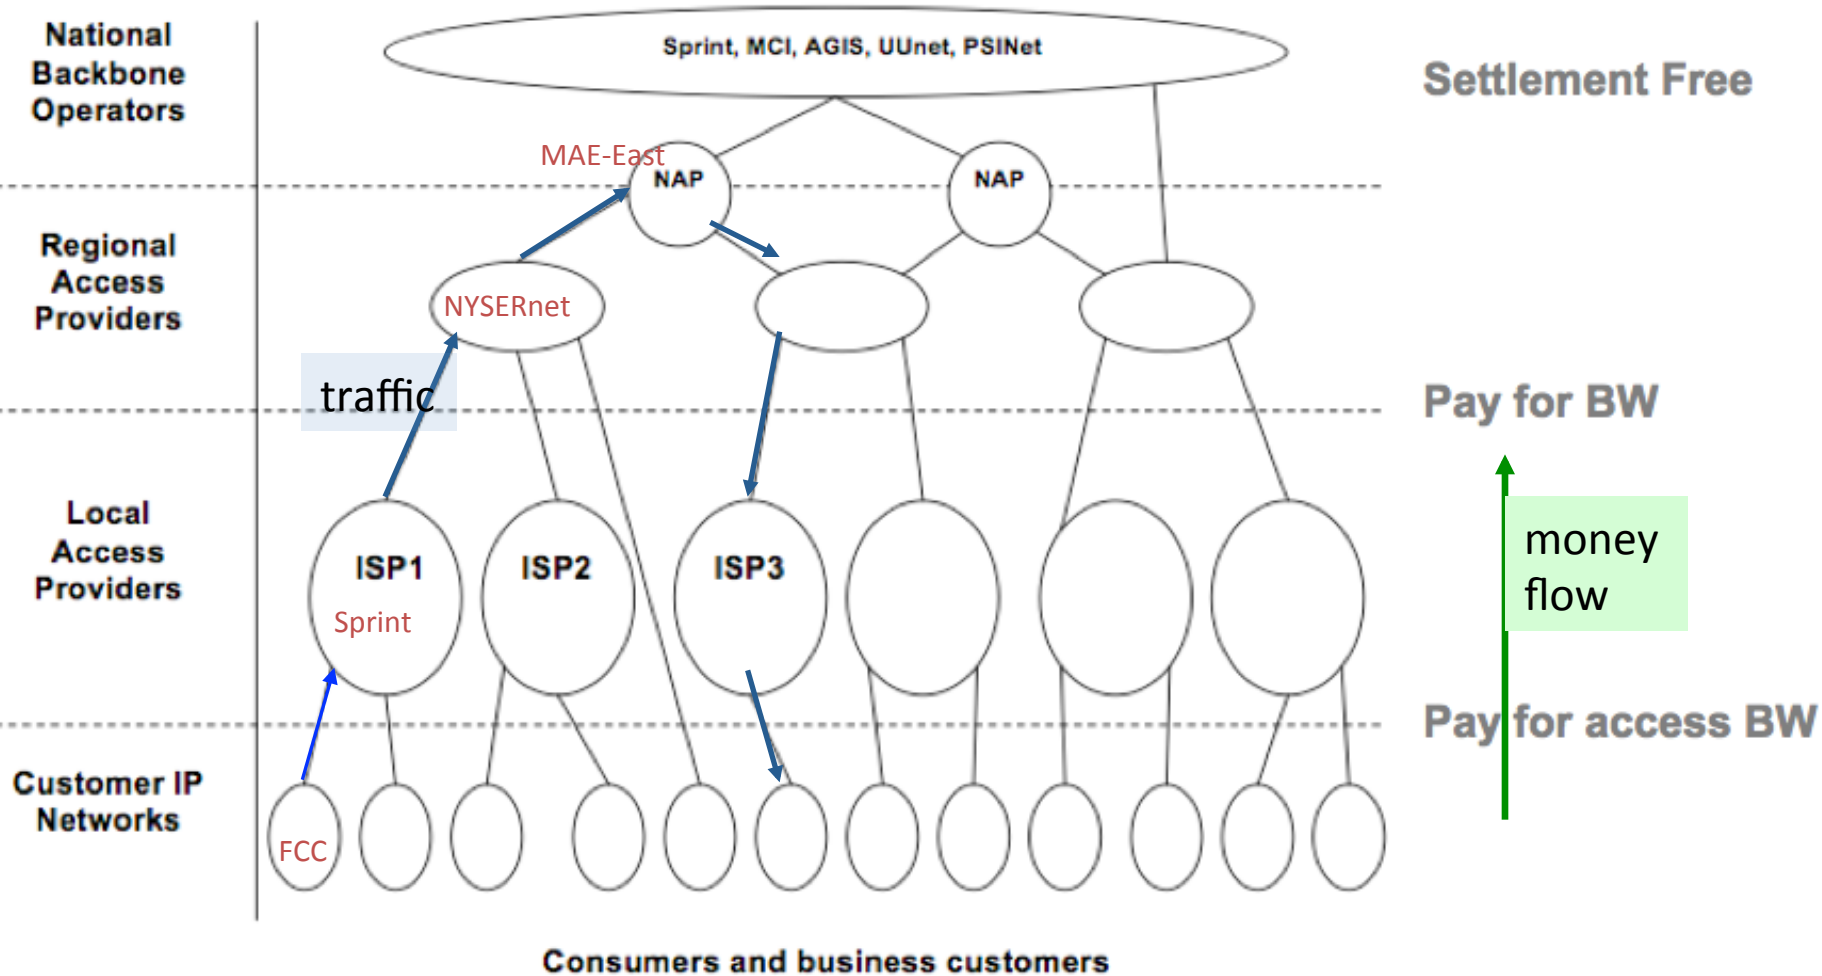 National
Backbone
Operators
Sprint, MCI, AGIS, UUnet, PSINet
Settlement Free
MAE-East
NAP
NAP
Regional
Access
Providers
NYSERnet
traffic
Pay for BW
Local
Access
Providers
ISP1
ISP2
ISP3
Sprint
money
flow
Pay for access BW
Customer IP
Networks
FCC
Consumers and business customers